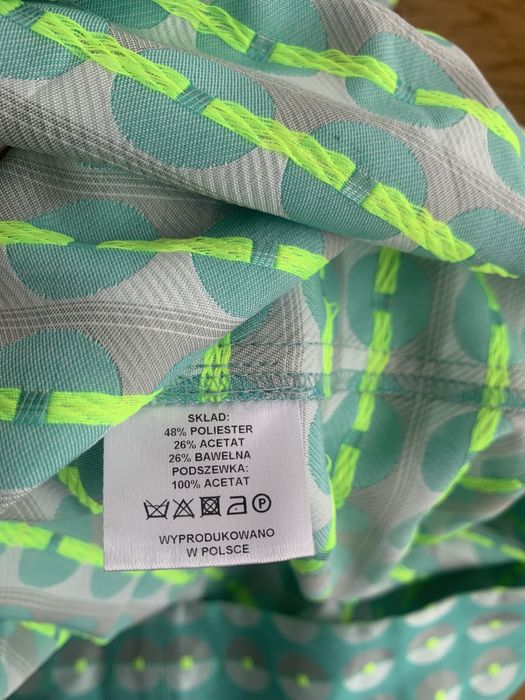 SKŁAD:
48% POLIESTER
26% ACETAT
26% BAWEŁNA
PODSZEWKA:
100% ACETAT
P
WYPRODUKOWANO
W POLSCE